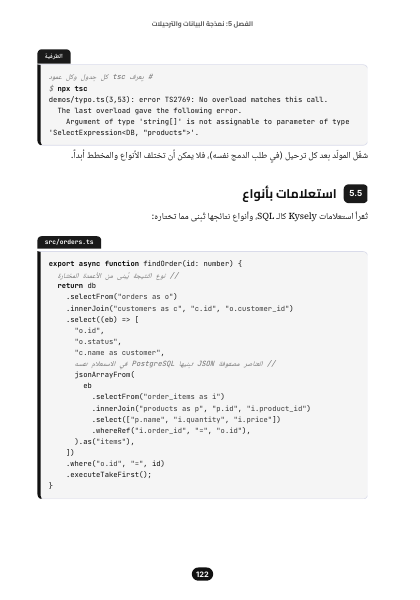 الفصل 5: نمذجة البيانات والترحيلات
الطرفية
# يعرف tsc كل جدول وكل عمود
$ npx tsc
demos/typo.ts(3,53): error TS2769: No overload matches this call.
The last overload gave the following error.
Argument of type 'string[]' is not assignable to parameter of type
'SelectExpression<DB, "products">'.
شغّل المولّد بعد كل ترحيل (في طلب الدمج نفسه)، فلا يمكن أن تختلف الأنواع والمخطط أبداً.
5.5 استعلامات بأنواع
تُقرأ استعلامات Kysely كالـ SQL، وأنواع نتائجها تُبنى مما تختاره:
src/orders.ts
export async function findOrder(id: number) {
// نوع النتيجة يُبنى من الأعمدة المختارة
return db
.selectFrom("orders as o")
.innerJoin("customers as c", "c.id", "o.customer_id")
.select((eb) => [
"o.id",
"o.status",
"c.name as customer",
// العناصر مصفوفة JSON تبنيها PostgreSQL في الاستعلام نفسه
jsonArrayFrom(
eb
.selectFrom("order_items as i")
.innerJoin("products as p", "p.id", "i.product_id")
.select(["p.name", "i.quantity", "i.price"])
.whereRef("i.order_id", "=", "o.id"),
).as("items"),
])
.where("o.id", "=", id)
.executeTakeFirst();
}
122